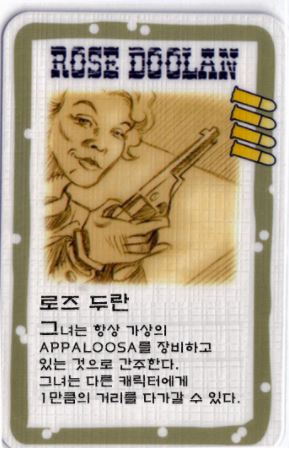 ROSE DOOLAN
로즈 두란
그녀는 항상 가상의
APPALOOSA를 장비하고
있는 것으로 간주한다.
그녀는 다른 캐릭터에게
1만큼의 거리를 다가갈 수 있다.